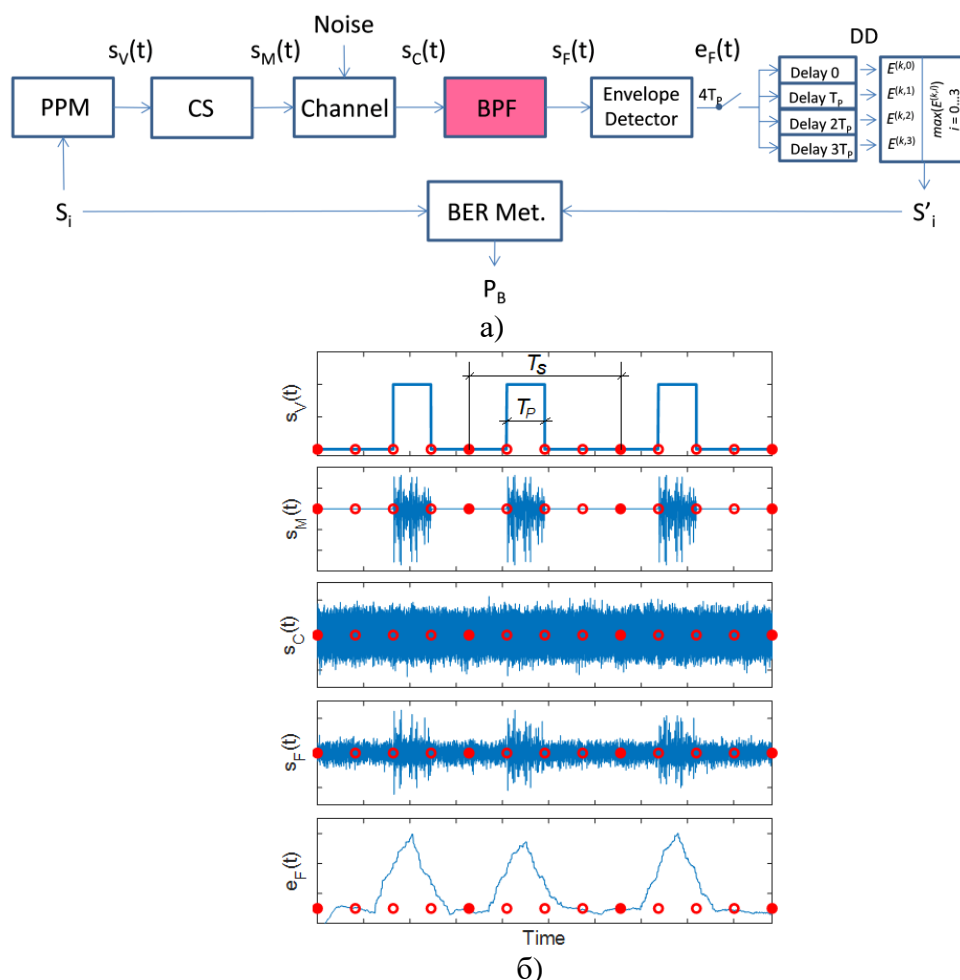 Noise
s_V(t) s_M(t) s_C(t) s_F(t) e_F(t) DD
PPM
CS
Channel
BPF
Envelope
Detector
4T_P
Delay 0
Delay T_P
Delay 2T_P
Delay 3T_P
E^(k,0)
E^(k,1)
E^(k,2)
E^(k,3)
max(E^(k,i))
i = 0...3
S_i
BER Met.
S'_i
P_B
а)
T_S
T_P
s_V(t)
s_M(t)
s_C(t)
s_F(t)
e_F(t)
Time
б)